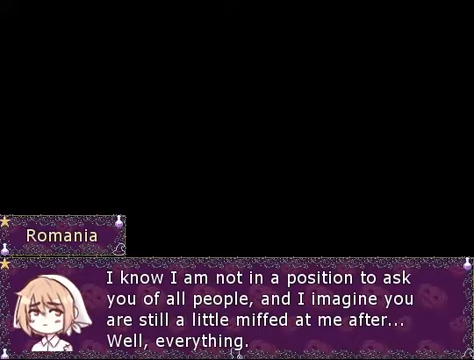 Romania
I know I am not in a position to ask
you of all people, and I imagine you
are still a little miffed at me after...
Well, everything.